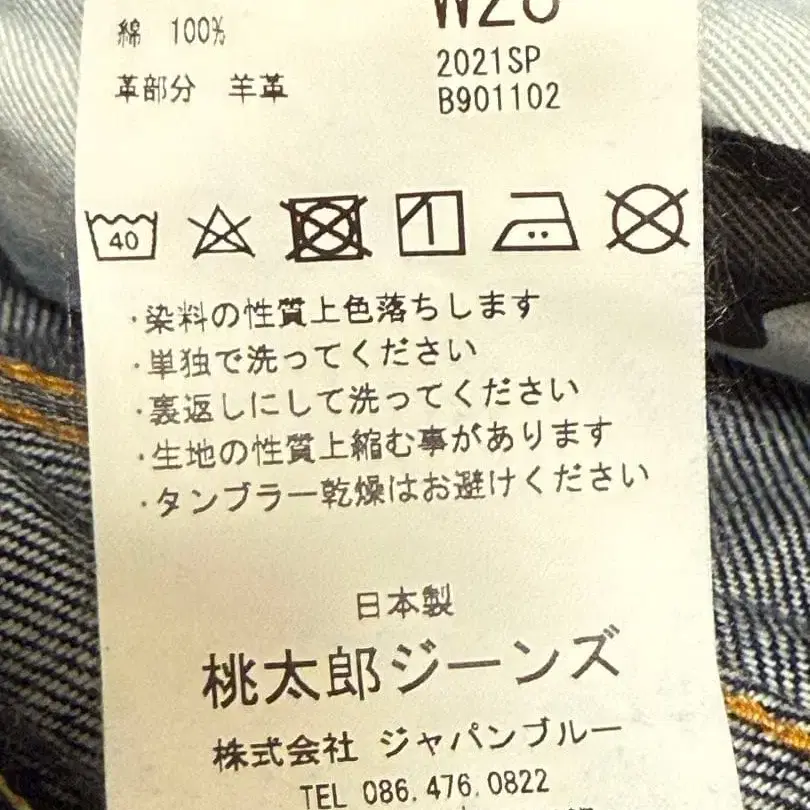 綿 100%
革部分 羊革
2021SP
B901102
40
・染料の性質上色落ちします
・単独で洗ってください
・裏返しにして洗ってください
・生地の性質上縮む事があります
・タンブラー乾燥はお避けください
日本製
桃太郎ジーンズ
株式会社 ジャパンブルー
TEL 086.476.0822